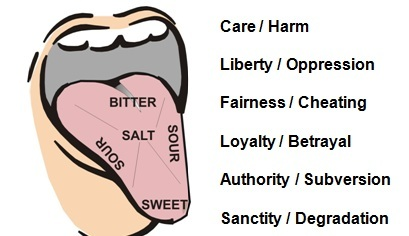 BITTER
SALT
SOUR
SOUR
SWEET
Care / Harm
Liberty / Oppression
Fairness / Cheating
Loyalty / Betrayal
Authority / Subversion
Sanctity / Degradation